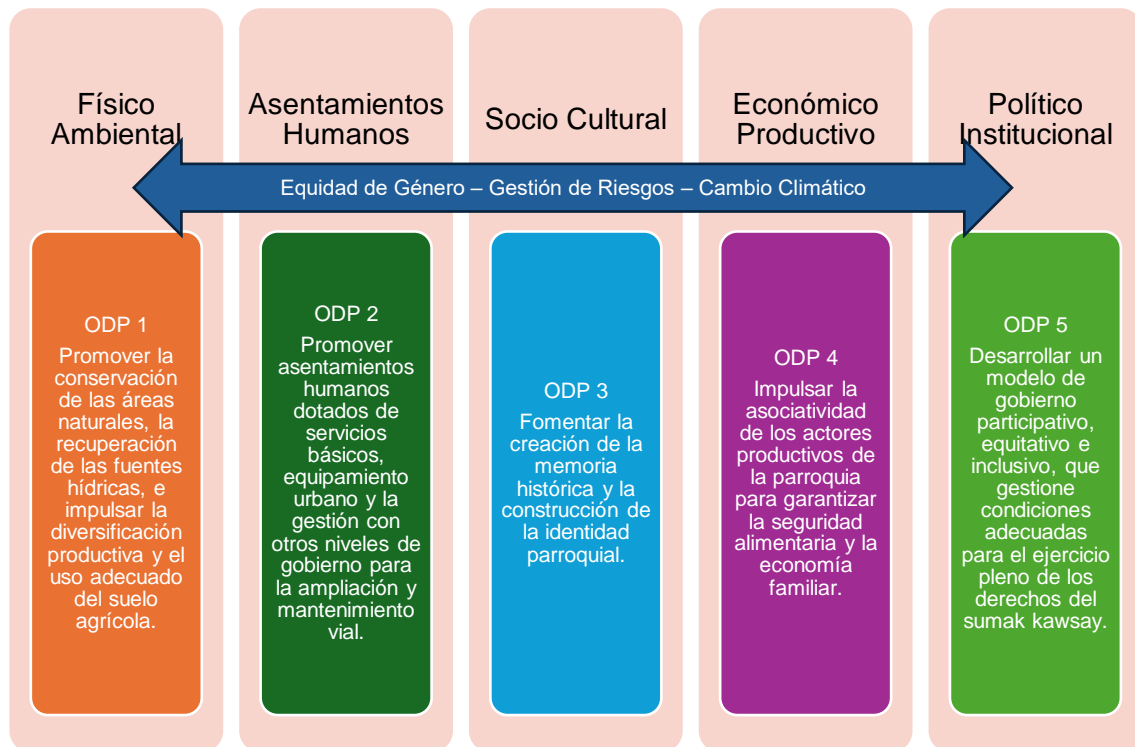 Físico
Ambiental
Asentamientos
Humanos
Socio Cultural
Económico
Productivo
Político
Institucional
Equidad de Género – Gestión de Riesgos – Cambio Climático
ODP 1
Promover la
conservación
de las áreas
naturales, la
recuperación
de las fuentes
hídricas, e
impulsar la
diversificación
productiva y el
uso adecuado
del suelo
agrícola.
ODP 2
Promover
asentamientos
humanos
dotados de
servicios
básicos,
equipamiento
urbano y la
gestión con
otros niveles de
gobierno para
la ampliación y
mantenimiento
vial.
ODP 3
Fomentar la
creación de la
memoria
histórica y la
construcción de
la identidad
parroquial.
ODP 4
Impulsar la
asociatividad
de los actores
productivos de
la parroquia
para garantizar
la seguridad
alimentaria y la
economía
familiar.
ODP 5
Desarrollar un
modelo de
gobierno
participativo,
equitativo e
inclusivo, que
gestione
condiciones
adecuadas
para el ejercicio
pleno de los
derechos del
sumak kawsay.